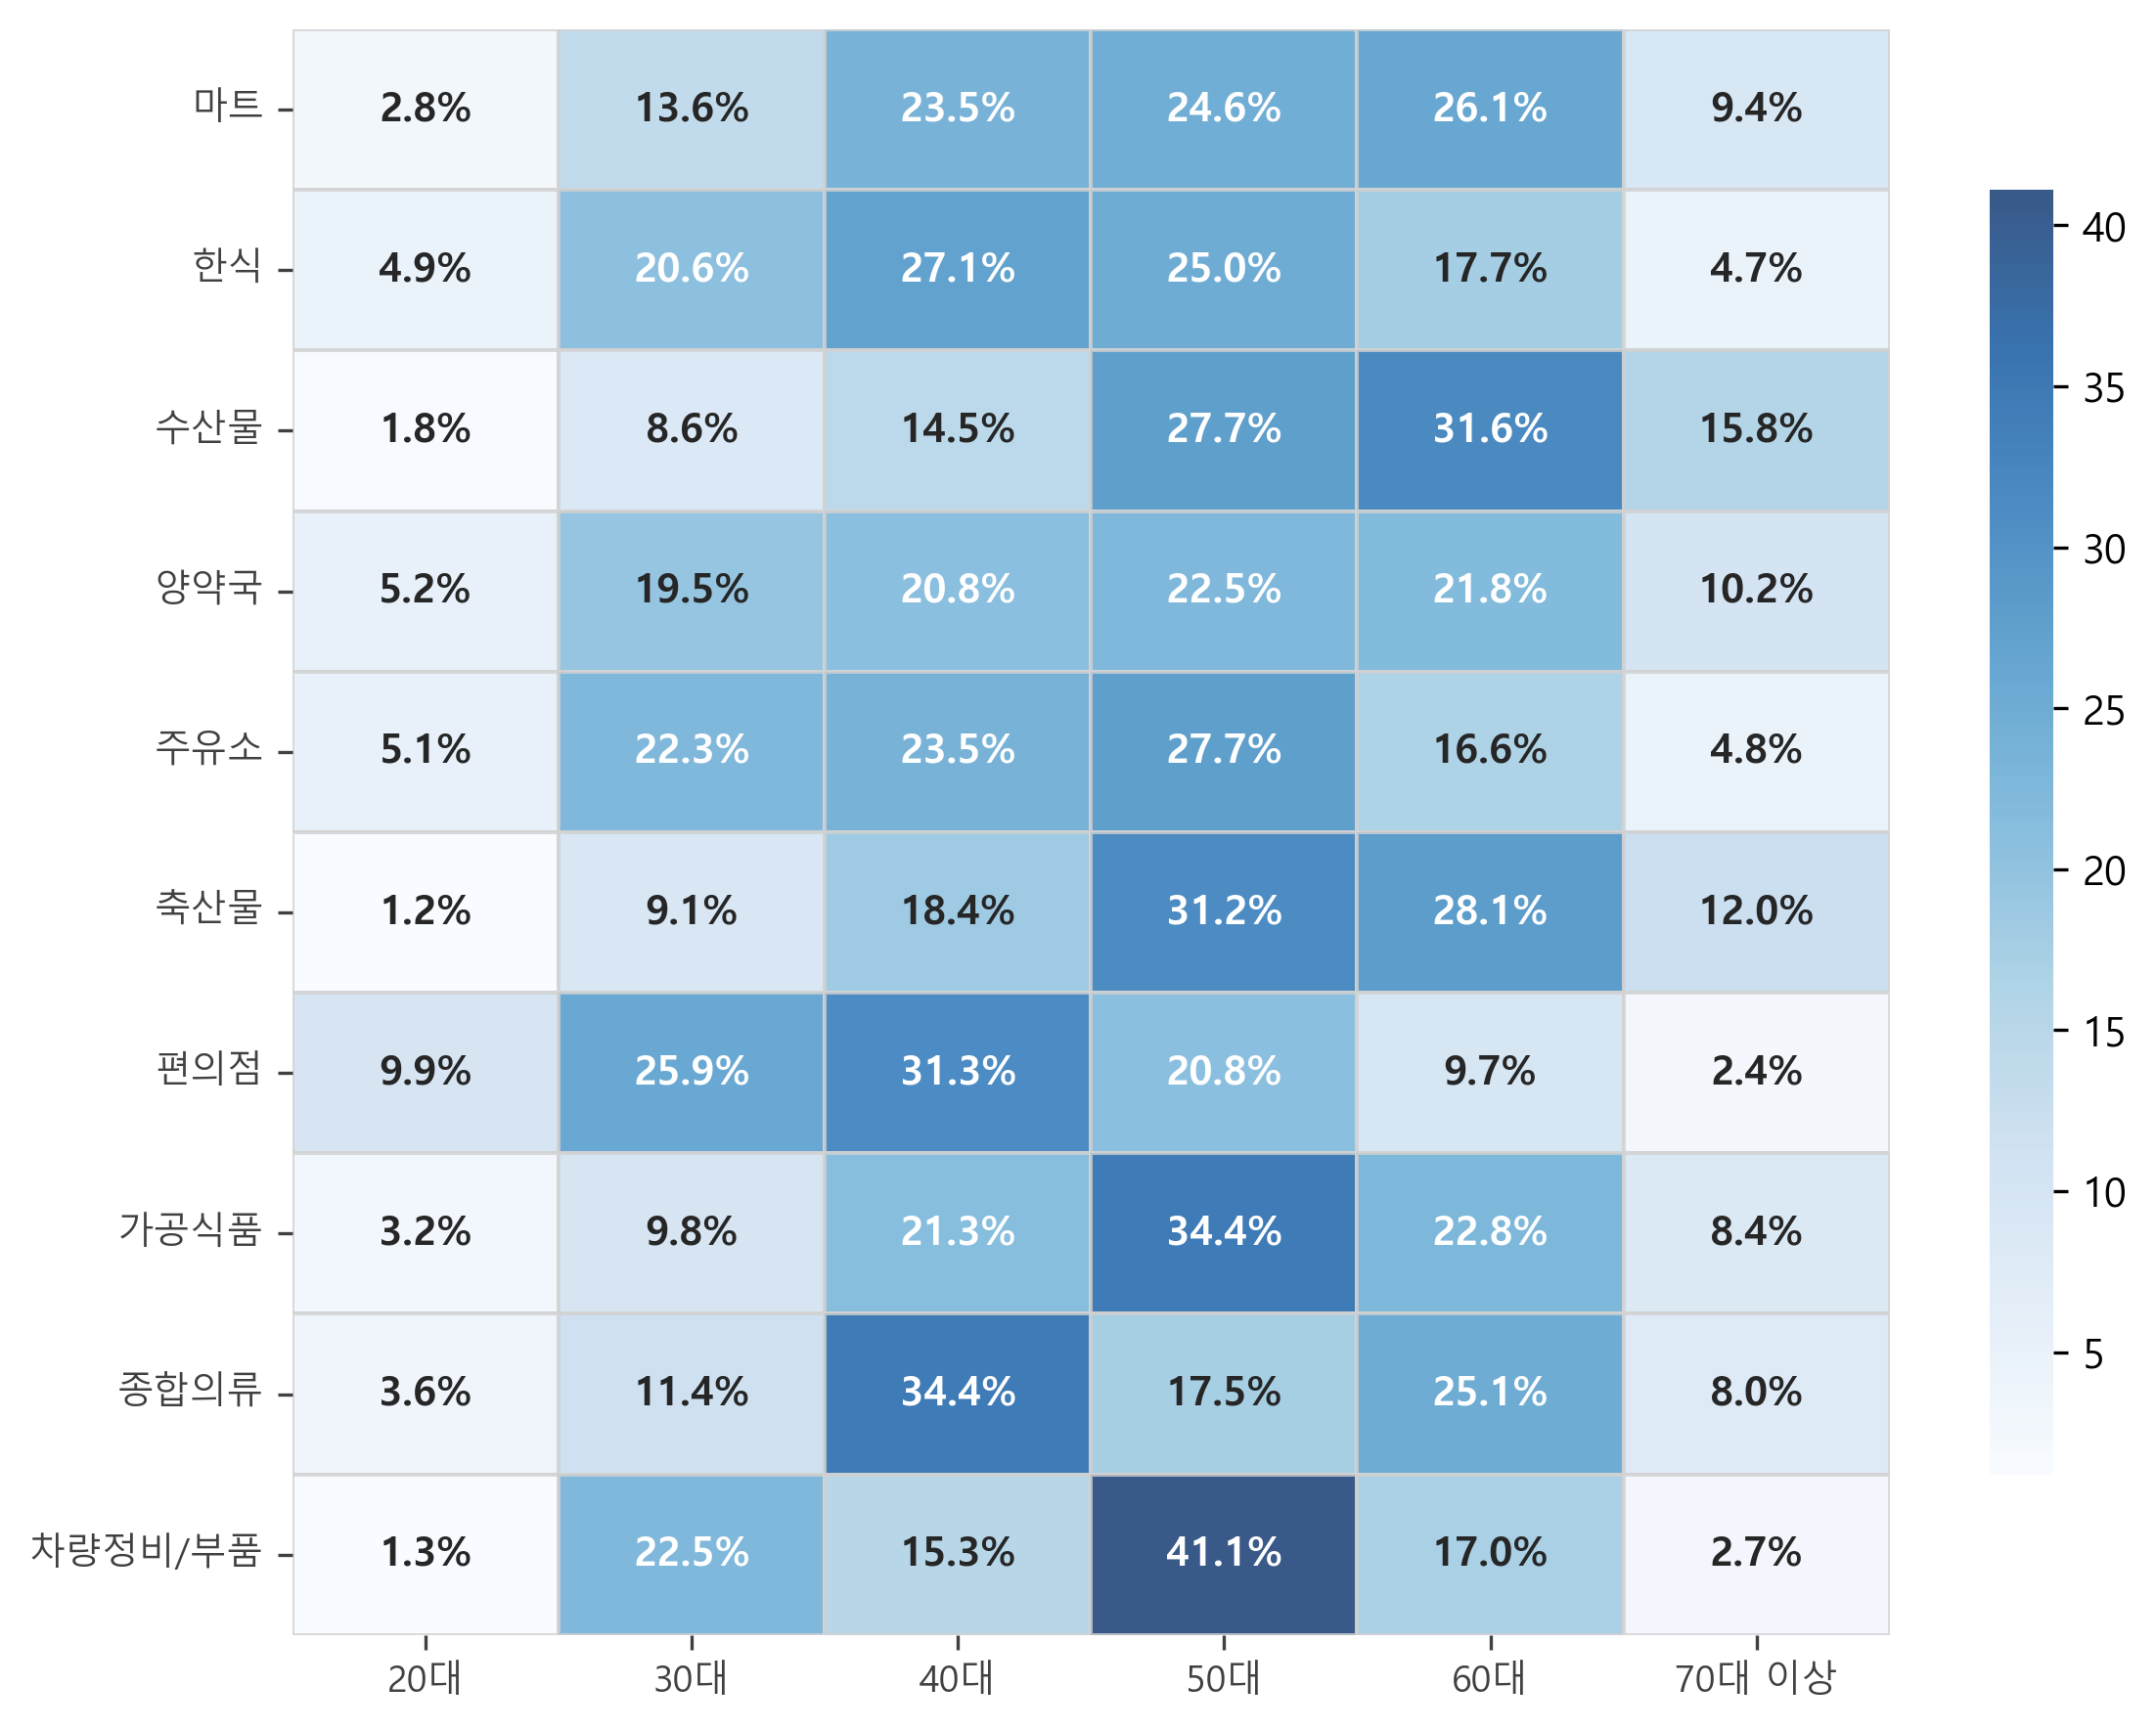 마트 2.8% 13.6% 23.5% 24.6% 26.1% 9.4%
한식 4.9% 20.6% 27.1% 25.0% 17.7% 4.7%
수산물 1.8% 8.6% 14.5% 27.7% 31.6% 15.8%
양약국 5.2% 19.5% 20.8% 22.5% 21.8% 10.2%
주유소 5.1% 22.3% 23.5% 27.7% 16.6% 4.8%
축산물 1.2% 9.1% 18.4% 31.2% 28.1% 12.0%
편의점 9.9% 25.9% 31.3% 20.8% 9.7% 2.4%
가공식품 3.2% 9.8% 21.3% 34.4% 22.8% 8.4%
종합의류 3.6% 11.4% 34.4% 17.5% 25.1% 8.0%
차량정비/부품 1.3% 22.5% 15.3% 41.1% 17.0% 2.7%
20대 30대 40대 50대 60대 70대 이상
40
35
30
25
20
15
10
5